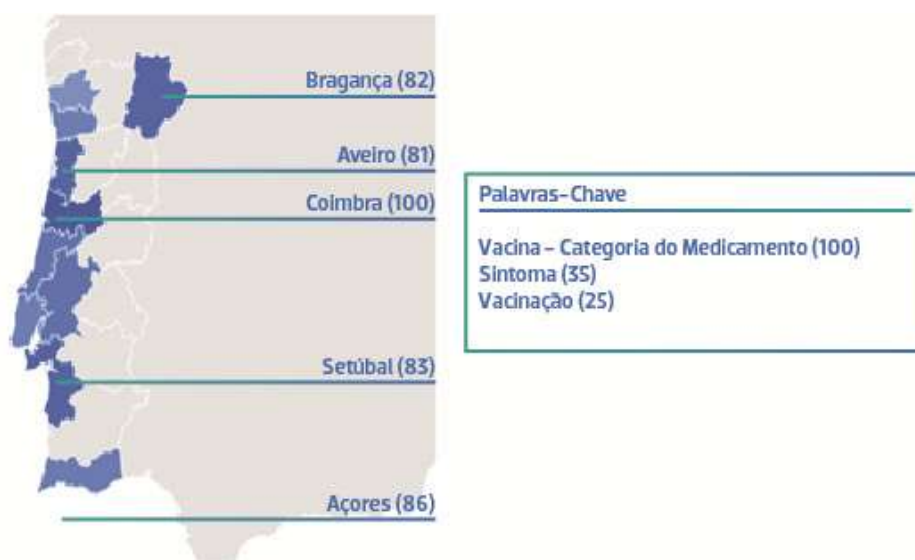 Bragança (82)
Aveiro (81)
Coimbra (100)
Setúbal (83)
Açores (86)
Palavras-Chave
Vacina – Categoria do Medicamento (100)
Sintoma (35)
Vacinação (25)